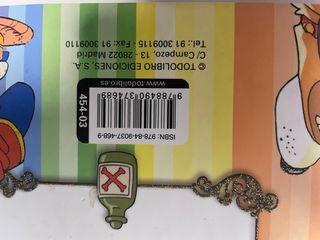 © TODOLIBRO EDICIONES, S.A.
C/ Campezo, 13 - 28022 Madrid
Tel.: 91 3009115 - Fax: 91 3009110
ISBN: 978-84-9037-468-9
9 788490 374689
www.todolibro.es
454-03